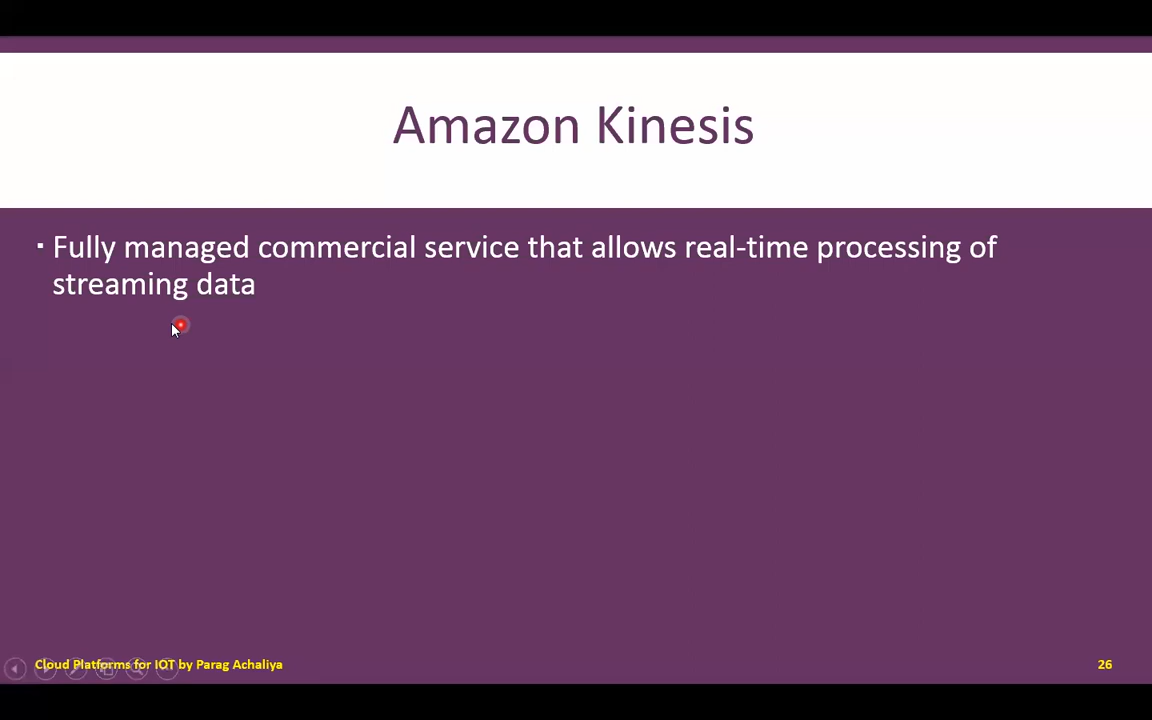 Amazon Kinesis
▪ Fully managed commercial service that allows real-time processing of
streaming data
Cloud Platforms for IOT by Parag Achaliya
26